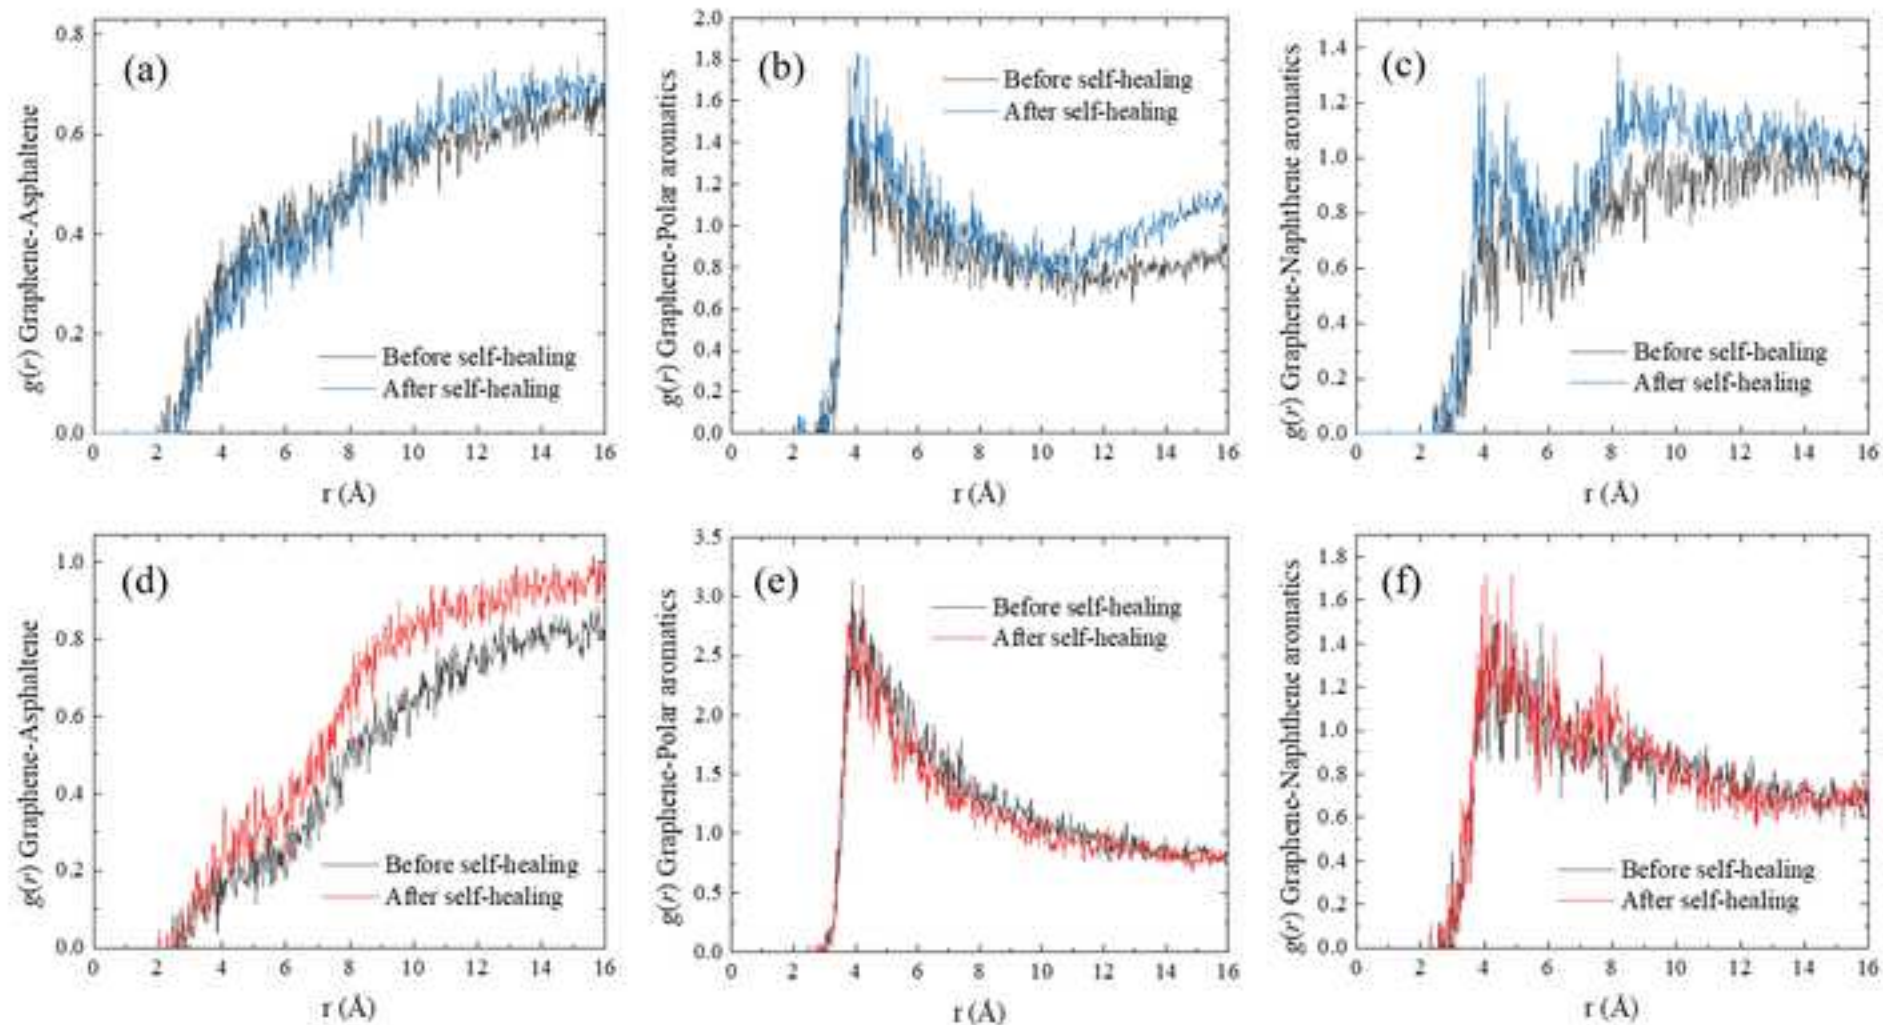 (a)
g(r) Graphene-Asphaltene
0.8
0.6
0.4
0.2
0.0
Before self-healing
After self-healing
0 2 4 6 8 10 12 14 16
r (Å)
(b)
g(r) Graphene-Polar aromatics
2.0
1.8
1.6
1.4
1.2
1.0
0.8
0.6
0.4
0.2
0.0
Before self-healing
After self-healing
0 2 4 6 8 10 12 14 16
r (Å)
(c)
g(r) Graphene-Naphthene aromatics
1.4
1.2
1.0
0.8
0.6
0.4
0.2
0.0
Before self-healing
After self-healing
0 2 4 6 8 10 12 14 16
r (Å)
(d)
g(r) Graphene-Asphaltene
1.0
0.8
0.6
0.4
0.2
0.0
Before self-healing
After self-healing
0 2 4 6 8 10 12 14 16
r (Å)
(e)
g(r) Graphene-Polar aromatics
3.5
3.0
2.5
2.0
1.5
1.0
0.5
0.0
Before self-healing
After self-healing
0 2 4 6 8 10 12 14 16
r (Å)
(f)
g(r) Graphene-Naphthene aromatics
1.8
1.6
1.4
1.2
1.0
0.8
0.6
0.4
0.2
0.0
Before self-healing
After self-healing
0 2 4 6 8 10 12 14 16
r (Å)